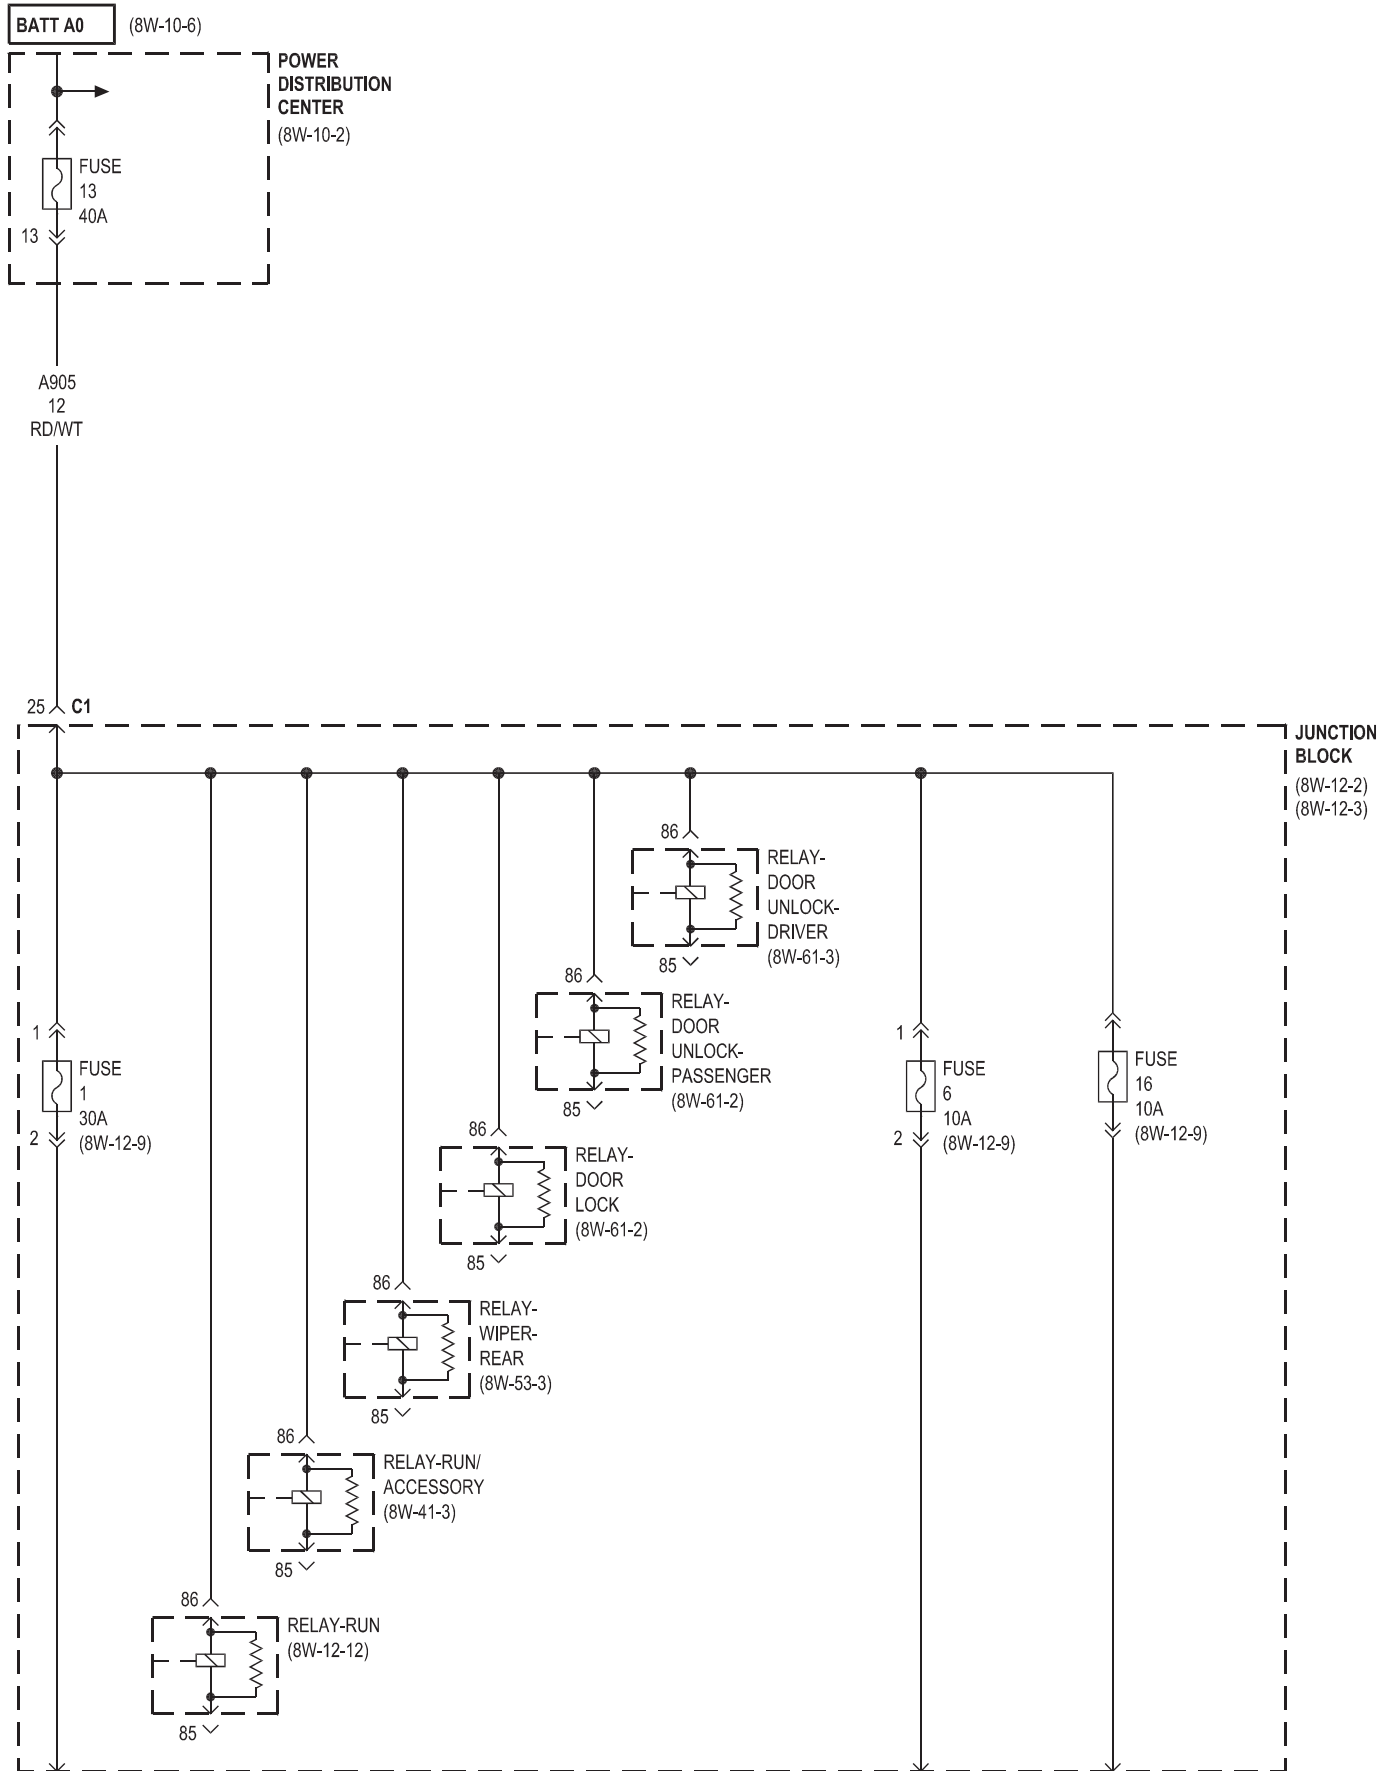 BATT A0 (8W-10-6)
POWER
DISTRIBUTION
CENTER
(8W-10-2)
FUSE
13
40A
13
A905
12
RD/WT
25 C1
JUNCTION
BLOCK
(8W-12-2)
(8W-12-3)
86
RELAY-
DOOR
UNLOCK-
DRIVER
(8W-61-3)
85
86
RELAY-
DOOR
UNLOCK-
PASSENGER
(8W-61-2)
85
1
FUSE
1
30A
(8W-12-9)
2
1
FUSE
6
10A
(8W-12-9)
2
FUSE
16
10A
(8W-12-9)
86
RELAY-
DOOR
LOCK
(8W-61-2)
85
86
RELAY-
WIPER-
REAR
(8W-53-3)
85
86
RELAY-RUN/
ACCESSORY
(8W-41-3)
85
86
RELAY-RUN
(8W-12-12)
85